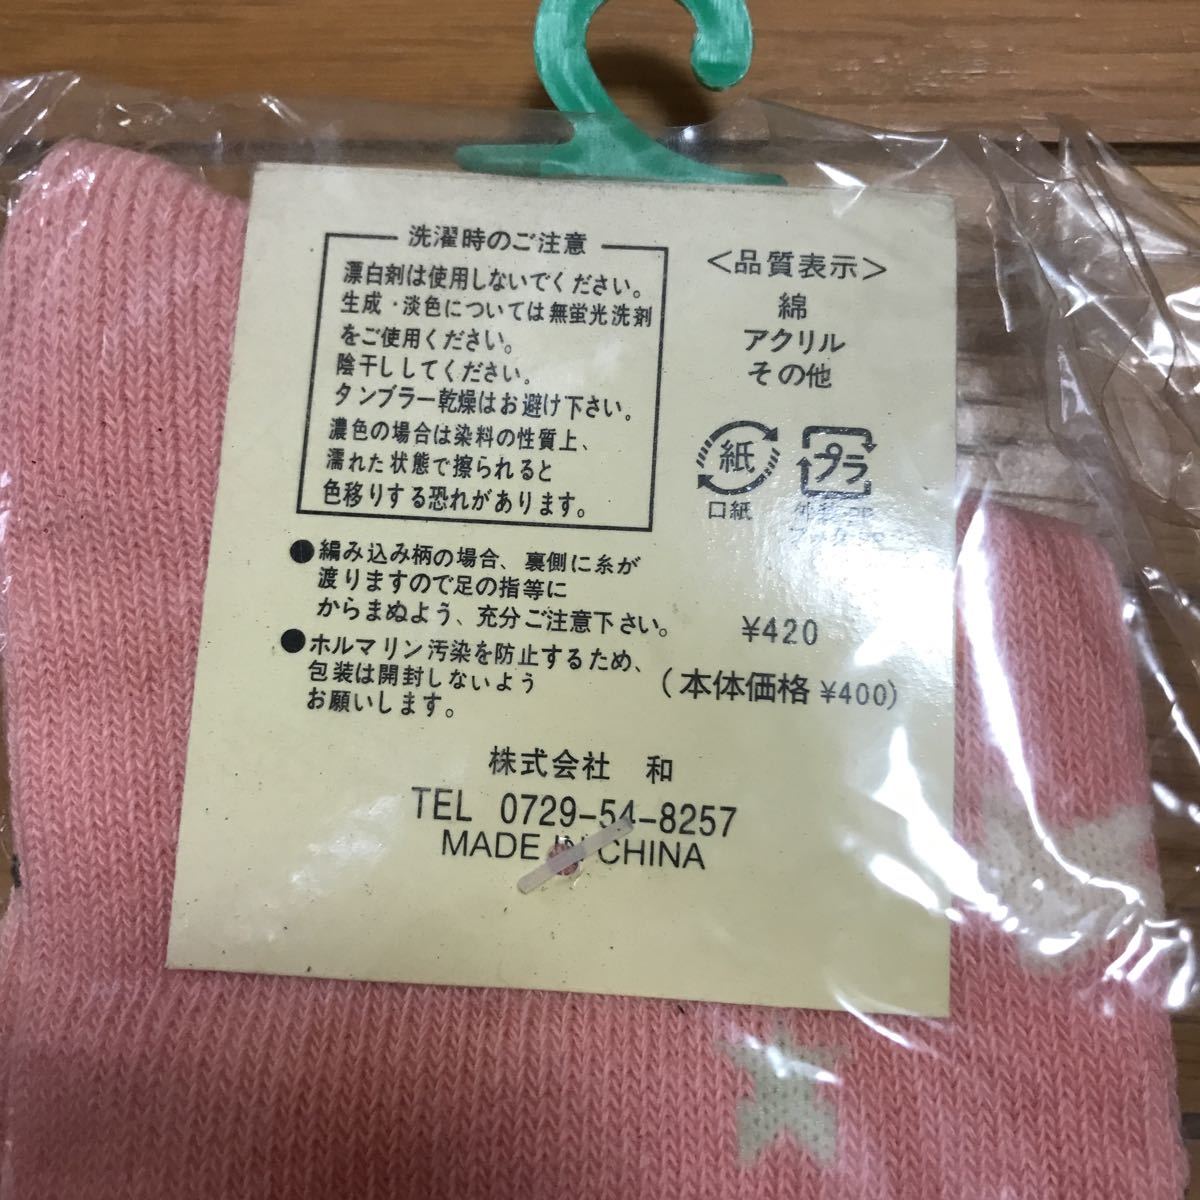 洗濯時のご注意
漂白剤は使用しないでください。
生成・淡色については無蛍光洗剤
をご使用ください。
陰干ししてください。
タンブラー乾燥はお避け下さい。
濃色の場合は染料の性質上、
濡れた状態で擦られると
色移りする恐れがあります。
●編み込み柄の場合、裏側に糸が
渡りますので足の指等に
からまぬよう、充分ご注意下さい。
●ホルマリン汚染を防止するため、
包装は開封しないよう
お願いします。
<品質表示>
綿
アクリル
その他
紙
口紙
プラ
¥420
(本体価格 ¥400)
株式会社 和
TEL 0729-54-8257
MADE IN CHINA